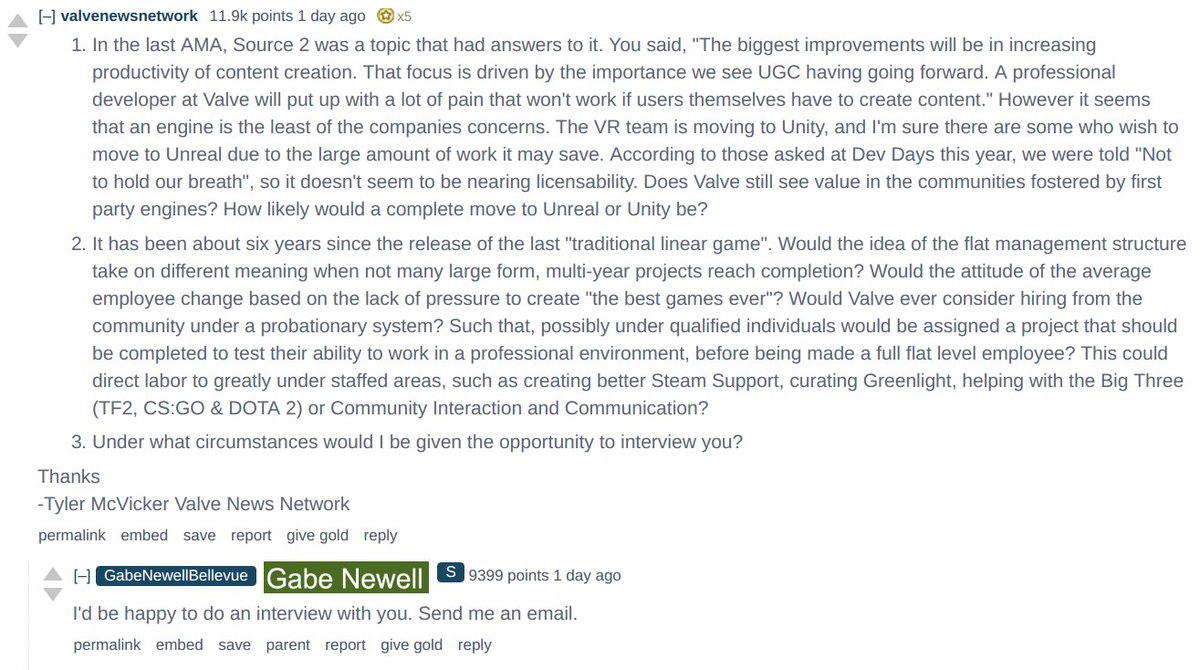 [–] valvenewsnetwork 11.9k points 1 day ago x5
1. In the last AMA, Source 2 was a topic that had answers to it. You said, "The biggest improvements will be in increasing
productivity of content creation. That focus is driven by the importance we see UGC having going forward. A professional
developer at Valve will put up with a lot of pain that won't work if users themselves have to create content." However it seems
that an engine is the least of the companies concerns. The VR team is moving to Unity, and I'm sure there are some who wish to
move to Unreal due to the large amount of work it may save. According to those asked at Dev Days this year, we were told "Not
to hold our breath", so it doesn't seem to be nearing licensability. Does Valve still see value in the communities fostered by first
party engines? How likely would a complete move to Unreal or Unity be?
2. It has been about six years since the release of the last "traditional linear game". Would the idea of the flat management structure
take on different meaning when not many large form, multi-year projects reach completion? Would the attitude of the average
employee change based on the lack of pressure to create "the best games ever"? Would Valve ever consider hiring from the
community under a probationary system? Such that, possibly under qualified individuals would be assigned a project that should
be completed to test their ability to work in a professional environment, before being made a full flat level employee? This could
direct labor to greatly under staffed areas, such as creating better Steam Support, curating Greenlight, helping with the Big Three
(TF2, CS:GO & DOTA 2) or Community Interaction and Communication?
3. Under what circumstances would I be given the opportunity to interview you?
Thanks
-Tyler McVicker Valve News Network
permalink embed save report give gold reply
[–] GabeNewellBellevue Gabe Newell S 9399 points 1 day ago
I'd be happy to do an interview with you. Send me an email.
permalink embed save parent report give gold reply